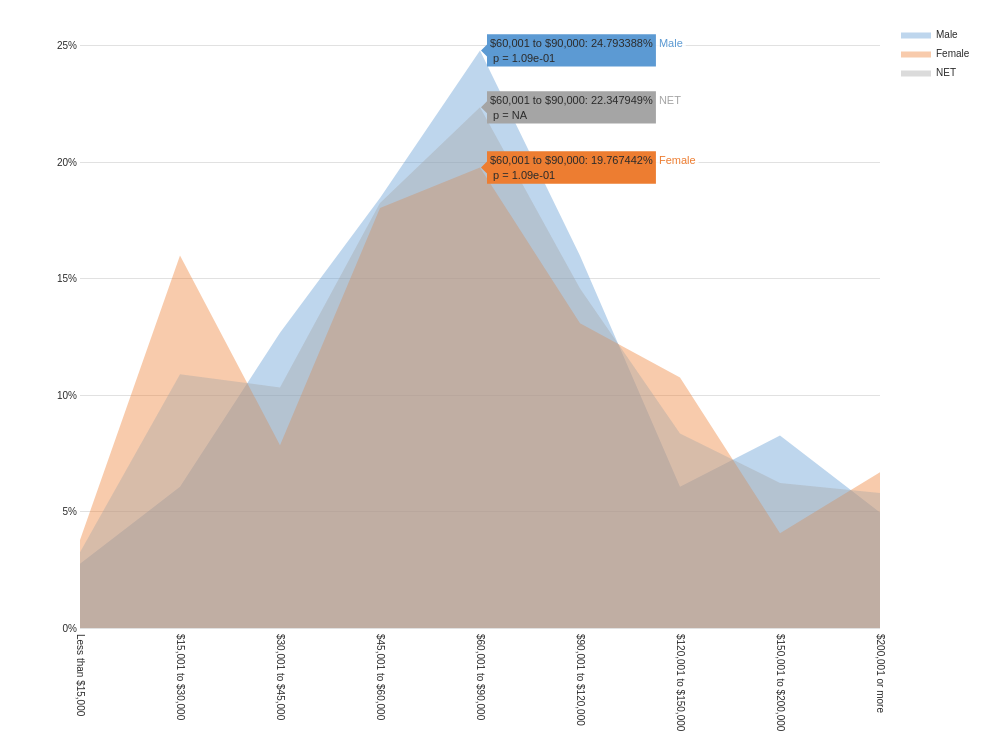 Male
Female
NET
25%
20%
15%
10%
5%
0%
$60,001 to $90,000: 24.793388% Male
p = 1.09e-01
$60,001 to $90,000: 22.347949% NET
p = NA
$60,001 to $90,000: 19.767442% Female
p = 1.09e-01
Less than $15,000
$15,001 to $30,000
$30,001 to $45,000
$45,001 to $60,000
$60,001 to $90,000
$90,001 to $120,000
$120,001 to $150,000
$150,001 to $200,000
$200,001 or more